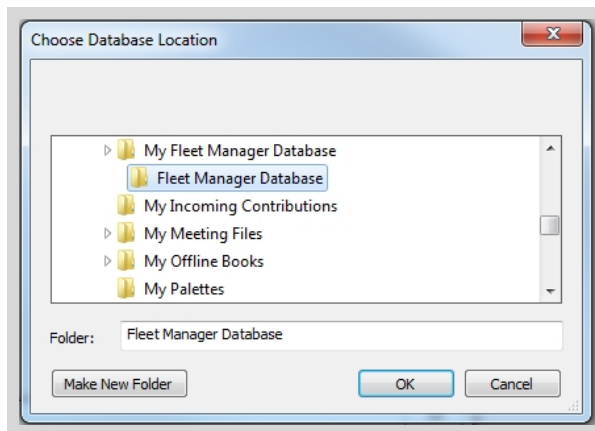 Choose Database Location
My Fleet Manager Database
Fleet Manager Database
My Incoming Contributions
My Meeting Files
My Offline Books
My Palettes
Folder: Fleet Manager Database
Make New Folder OK Cancel